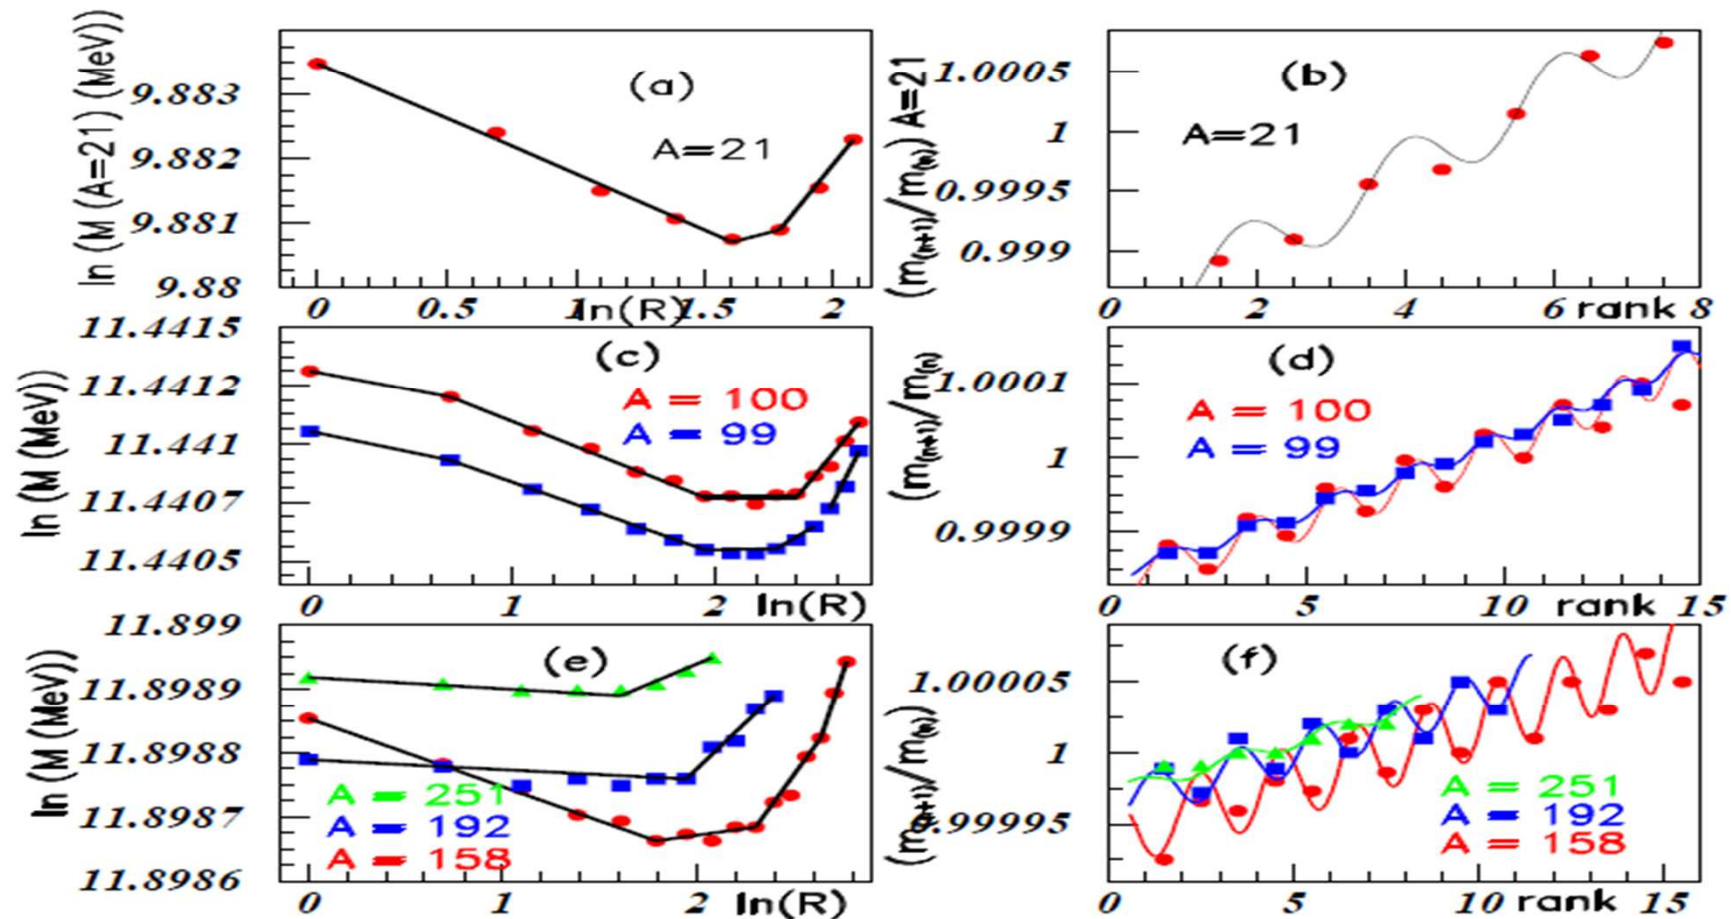 ln (M (A=21) (MeV))
9.883
9.882
9.881
9.88
(a)
A=21
0 0.5 1 1.5 2
ln(R)
(m(n+1)/m(n)) A=21
1.0005
1
0.9995
0.999
(b)
A=21
0 2 4 6 rank 8
ln (M (MeV))
11.4415
11.4412
11.441
11.4407
11.4405
(c)
A = 100
A = 99
0 1 2 ln(R)
(m(n+1)/m(n))
1.0001
1
0.9999
(d)
A = 100
A = 99
0 5 10 rank 15
ln (M (MeV))
11.899
11.8989
11.8988
11.8987
11.8986
(e)
A = 251
A = 192
A = 158
0 1 2 ln(R)
(m(n+1)/m(n))
1.00005
1
0.99995
(f)
A = 251
A = 192
A = 158
0 5 10 rank 15